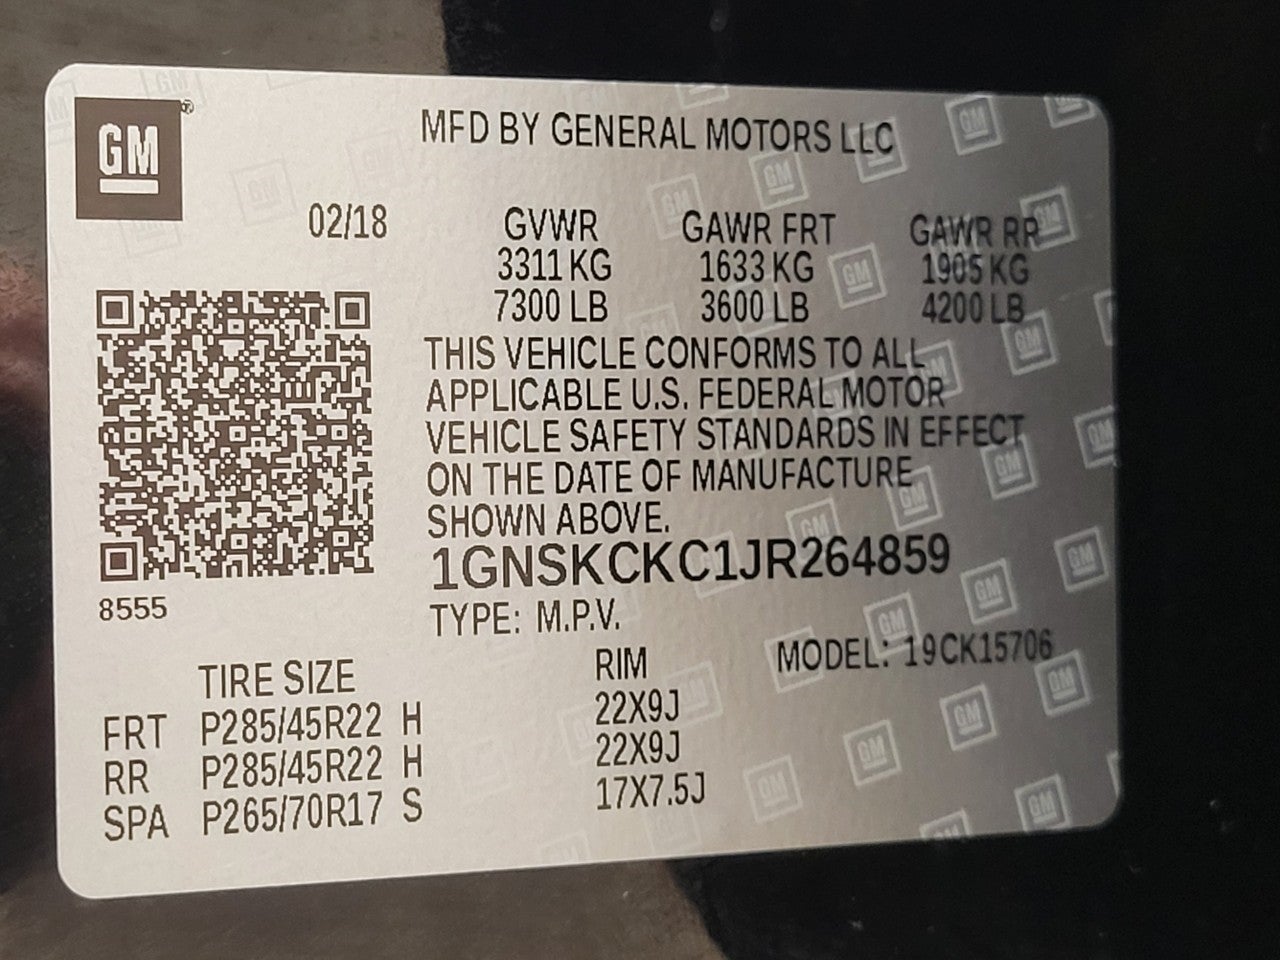 GM ®
MFD BY GENERAL MOTORS LLC
02/18 GVWR GAWR FRT GAWR RR
3311 KG 1633 KG 1905 KG
7300 LB 3600 LB 4200 LB
THIS VEHICLE CONFORMS TO ALL
APPLICABLE U.S. FEDERAL MOTOR
VEHICLE SAFETY STANDARDS IN EFFECT
ON THE DATE OF MANUFACTURE
SHOWN ABOVE.
1GNSKCKC1JR264859
8555
TYPE: M.P.V.
MODEL: 19CK15706
TIRE SIZE RIM
FRT P285/45R22 H 22X9J
RR P285/45R22 H 22X9J
SPA P265/70R17 S 17X7.5J